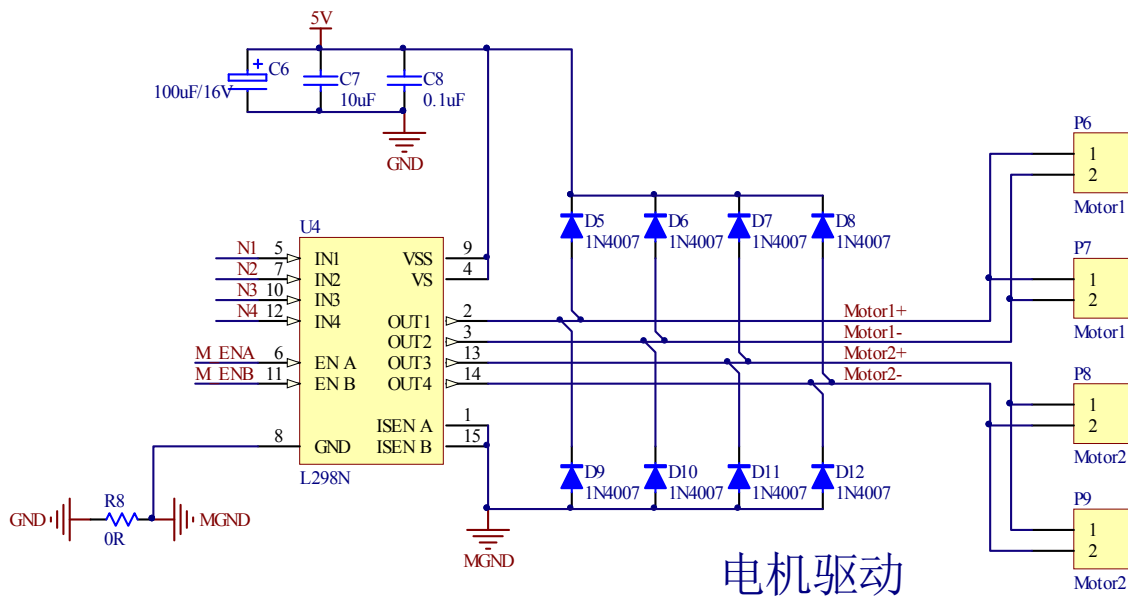 5V
C6
100uF/16V
C7
10uF
C8
0.1uF
GND
P6
1
2
Motor1
P7
1
2
Motor1
D5
1N4007
D6
1N4007
D7
1N4007
D8
1N4007
U4
N1 5 IN1
N2 7 IN2
N3 10 IN3
N4 12 IN4
M_ENA 6 EN A
M_ENB 11 EN B
8 GND
VSS 9
VS 4
OUT1 2
OUT2 3
OUT3 13
OUT4 14
ISEN A 1
ISEN B 15
L298N
Motor1+
Motor1-
Motor2+
Motor2-
P8
1
2
Motor2
P9
1
2
Motor2
D9
1N4007
D10
1N4007
D11
1N4007
D12
1N4007
GND
R8
0R
MGND
MGND
电机驱动